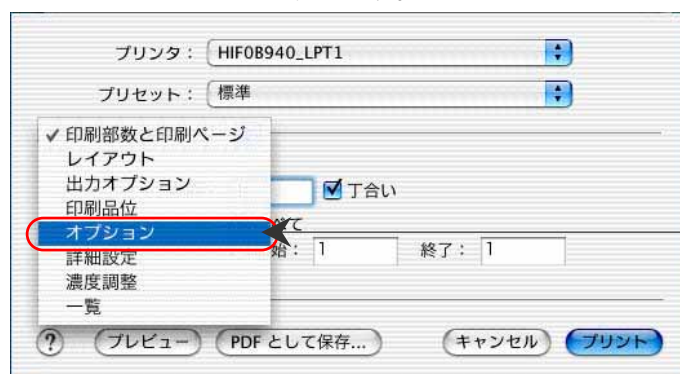 プリンタ： HIF0B940_LPT1
プリセット： 標準
✓ 印刷部数と印刷ページ
レイアウト
出力オプション
丁合い
印刷品位
オプション
詳細設定
1 終了： 1
濃度調整
一覧
? プレビュー PDF として保存... キャンセル プリント